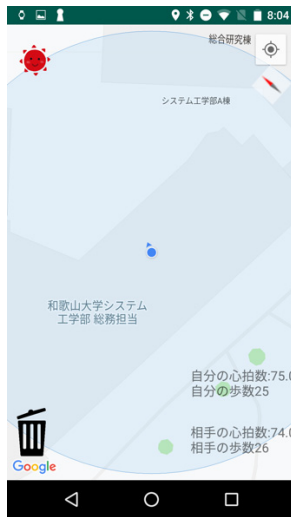 8:04
総合研究棟
システム工学部A棟
和歌山大学システム
工学部 総務担当
自分の心拍数:75.0
自分の歩数25
相手の心拍数:74.0
相手の歩数26
Google